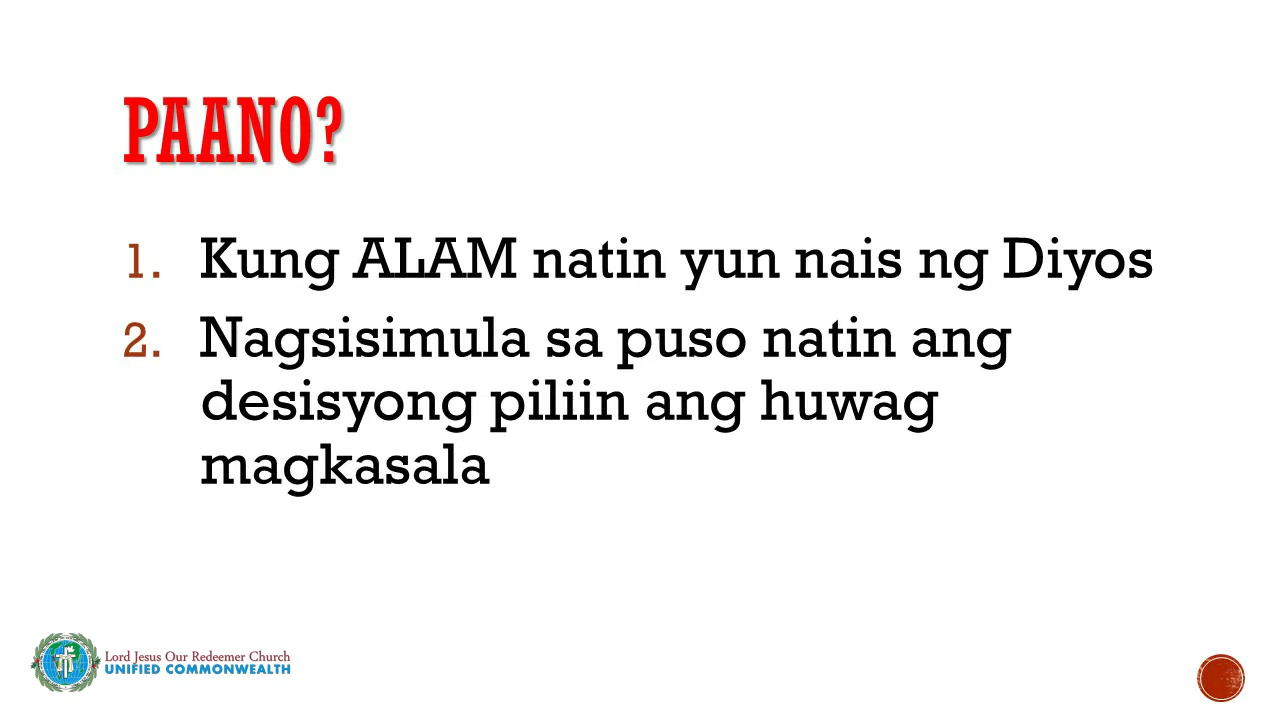 PAANO?
1. Kung ALAM natin yun nais ng Diyos
2. Nagsisimula sa puso natin ang
desisyong piliin ang huwag
magkasala
Lord Jesus Our Redeemer Church
UNIFIED COMMONWEALTH